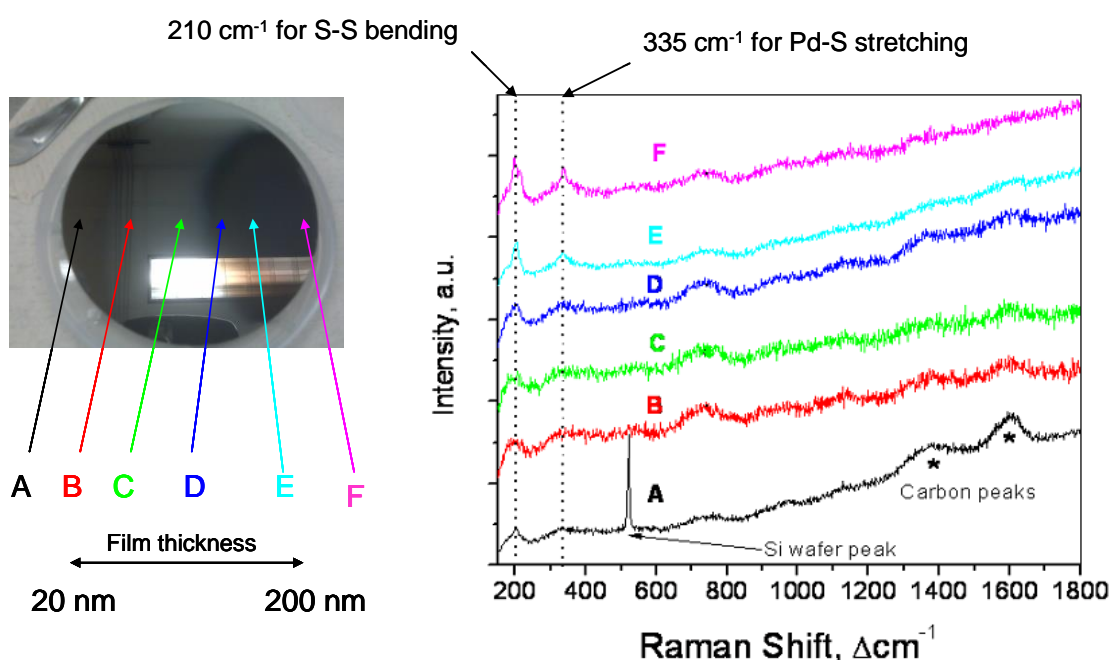 210 cm⁻¹ for S-S bending
335 cm⁻¹ for Pd-S stretching
A B C D E F
Film thickness
20 nm 200 nm
Intensity, a.u.
F
E
D
C
B
A
*
*
Carbon peaks
Si wafer peak
200 400 600 800 1000 1200 1400 1600 1800
Raman Shift, Δcm⁻¹